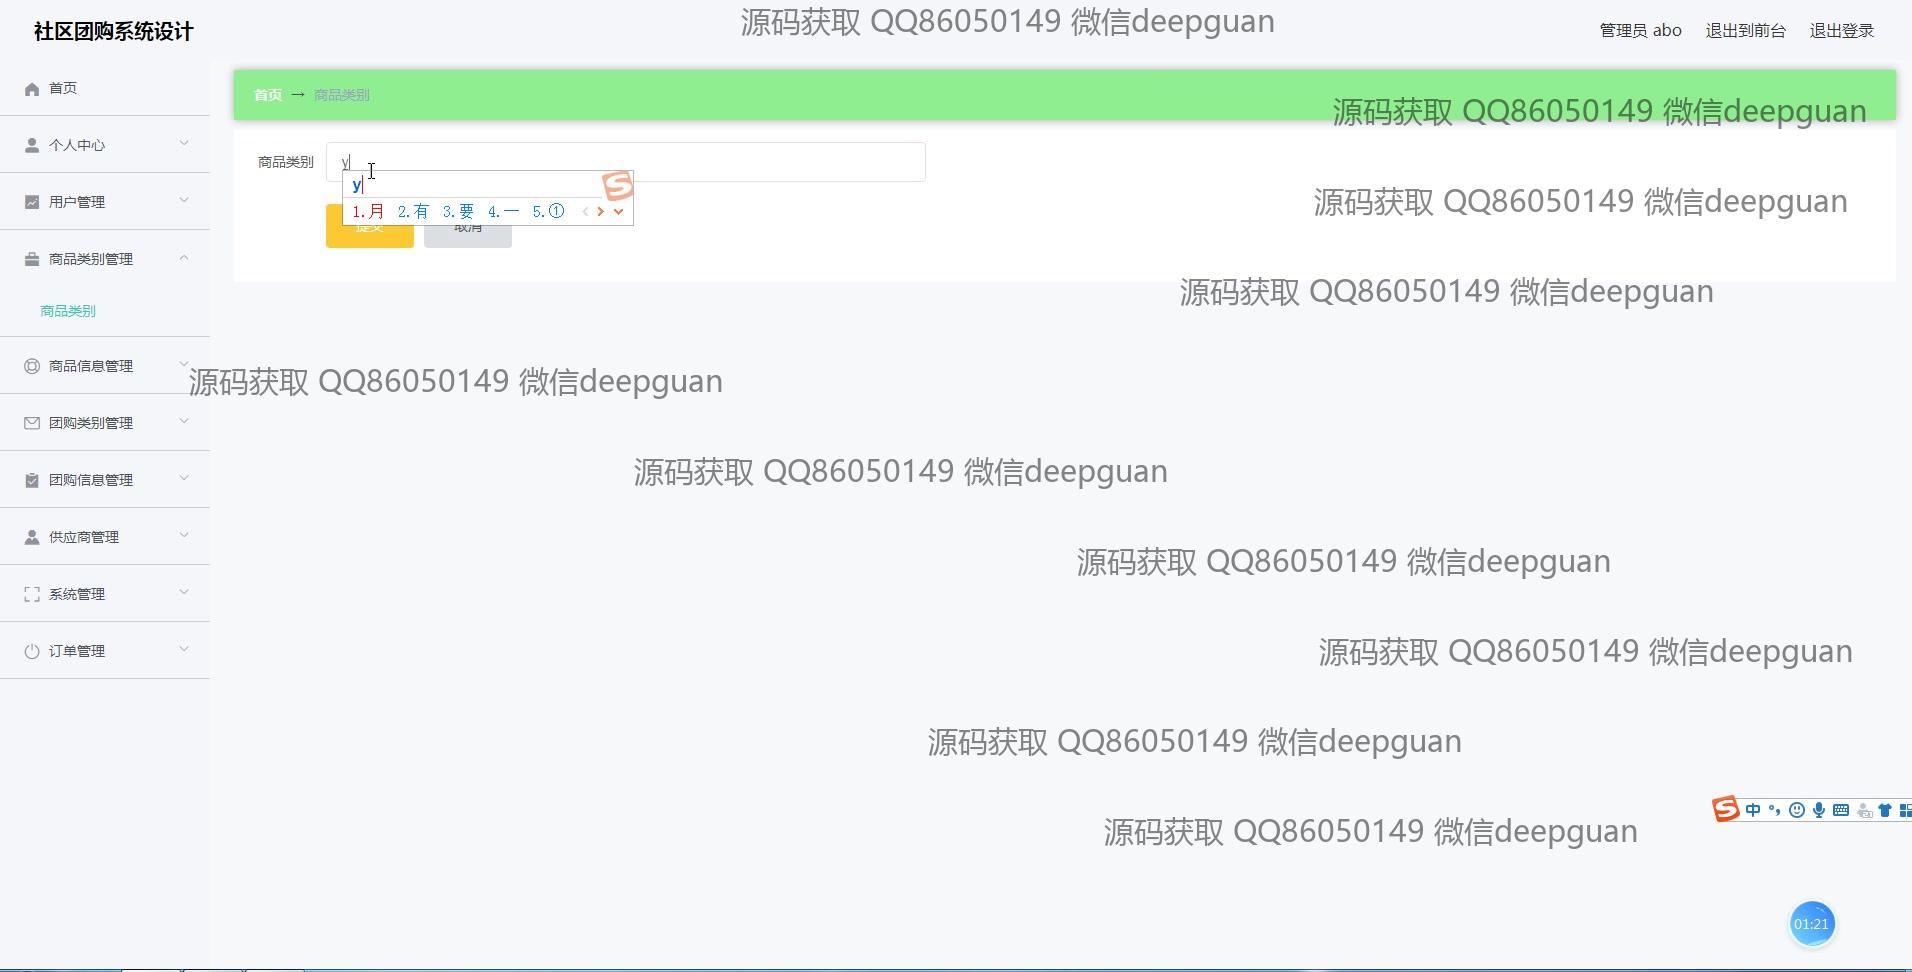 社区团购系统设计
源码获取 QQ86050149 微信deepguan
管理员 abo 退出到前台 退出登录
首页
个人中心
用户管理
商品类别管理
商品类别
商品信息管理
团购类别管理
团购信息管理
供应商管理
系统管理
订单管理
首页 → 商品类别
源码获取 QQ86050149 微信deepguan
商品类别 y
y
1.月 2.有 3.要 4.一 5.①
提交 取消
源码获取 QQ86050149 微信deepguan
源码获取 QQ86050149 微信deepguan
源码获取 QQ86050149 微信deepguan
源码获取 QQ86050149 微信deepguan
源码获取 QQ86050149 微信deepguan
源码获取 QQ86050149 微信deepguan
源码获取 QQ86050149 微信deepguan
中
源码获取 QQ86050149 微信deepguan
01:21